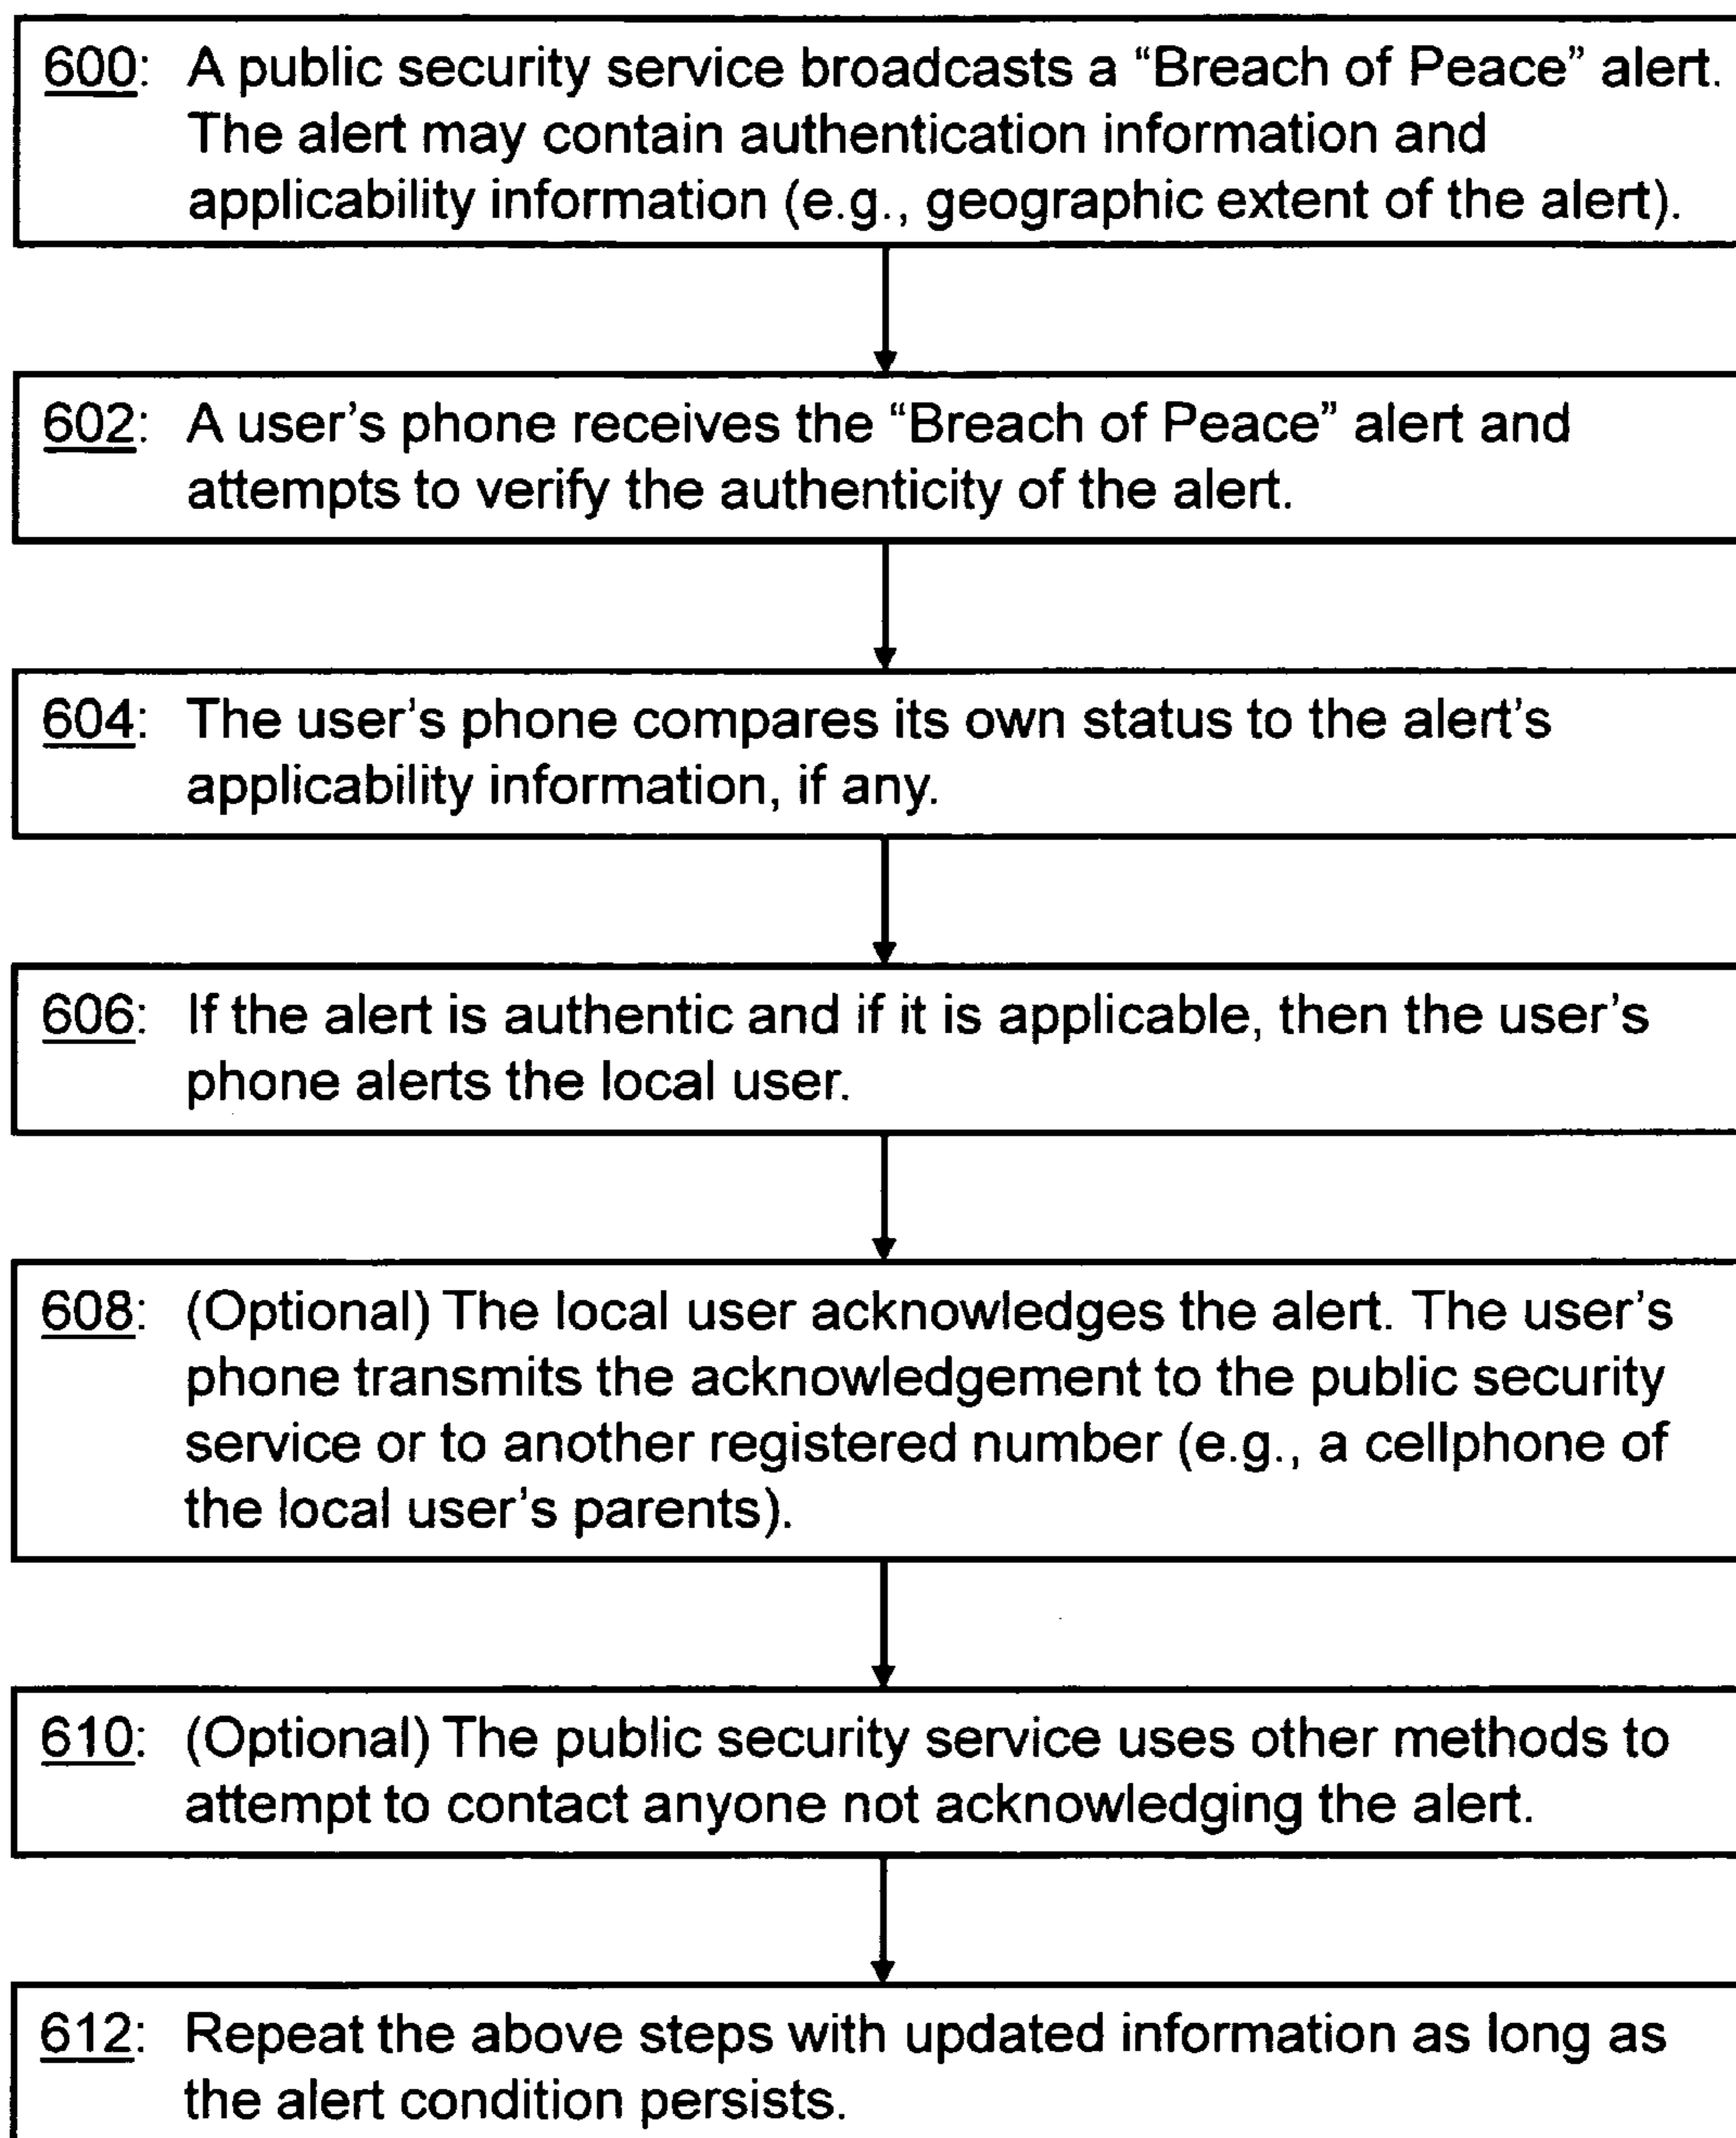 600: A public security service broadcasts a “Breach of Peace” alert.
The alert may contain authentication information and
applicability information (e.g., geographic extent of the alert).
602: A user’s phone receives the “Breach of Peace” alert and
attempts to verify the authenticity of the alert.
604: The user’s phone compares its own status to the alert’s
applicability information, if any.
606: If the alert is authentic and if it is applicable, then the user’s
phone alerts the local user.
608: (Optional) The local user acknowledges the alert. The user’s
phone transmits the acknowledgement to the public security
service or to another registered number (e.g., a cellphone of
the local user’s parents).
610: (Optional) The public security service uses other methods to
attempt to contact anyone not acknowledging the alert.
612: Repeat the above steps with updated information as long as
the alert condition persists.